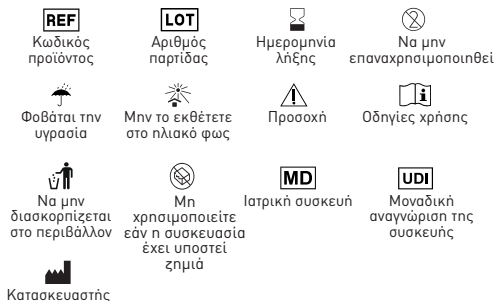 REF
Κωδικός
προϊόντος
LOT
Αριθμός
παρτίδας
Ημερομηνία
λήξης
2
Να μην
επαναχρησιμοποιηθεί
Φοβάται την
υγρασία
Μην το εκθέτετε
στο ηλιακό φως
Προσοχή
Οδηγίες χρήσης
Να μην
διασκορπίζεται
στο περιβάλλον
Μη
χρησιμοποιείτε
εάν η συσκευασία
έχει υποστεί
ζημιά
MD
Ιατρική συσκευή
UDI
Μοναδική
αναγνώριση της
συσκευής
Κατασκευαστής